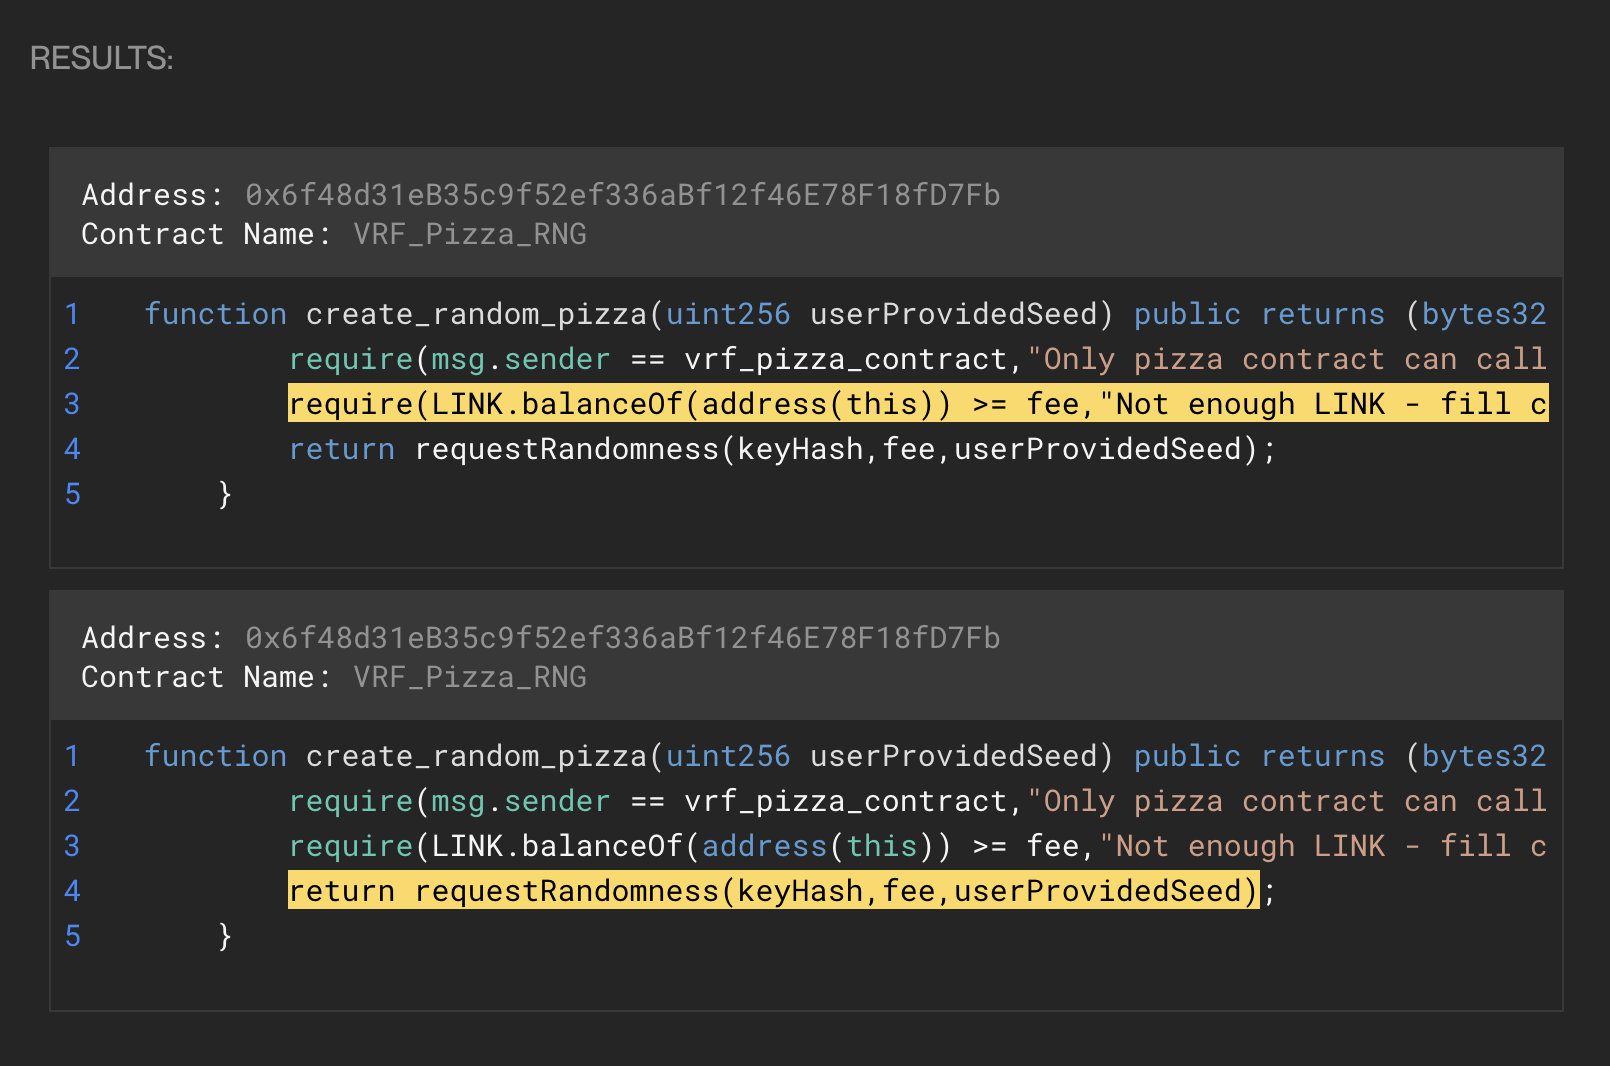 RESULTS:
Address: 0x6f48d31eB35c9f52ef336aBf12f46E78F18fD7Fb
Contract Name: VRF_Pizza_RNG
1 function create_random_pizza(uint256 userProvidedSeed) public returns (bytes32
2 require(msg.sender == vrf_pizza_contract,"Only pizza contract can call
3 require(LINK.balanceOf(address(this)) >= fee,"Not enough LINK - fill c
4 return requestRandomness(keyHash,fee,userProvidedSeed);
5 }
Address: 0x6f48d31eB35c9f52ef336aBf12f46E78F18fD7Fb
Contract Name: VRF_Pizza_RNG
1 function create_random_pizza(uint256 userProvidedSeed) public returns (bytes32
2 require(msg.sender == vrf_pizza_contract,"Only pizza contract can call
3 require(LINK.balanceOf(address(this)) >= fee,"Not enough LINK - fill c
4 return requestRandomness(keyHash,fee,userProvidedSeed);
5 }